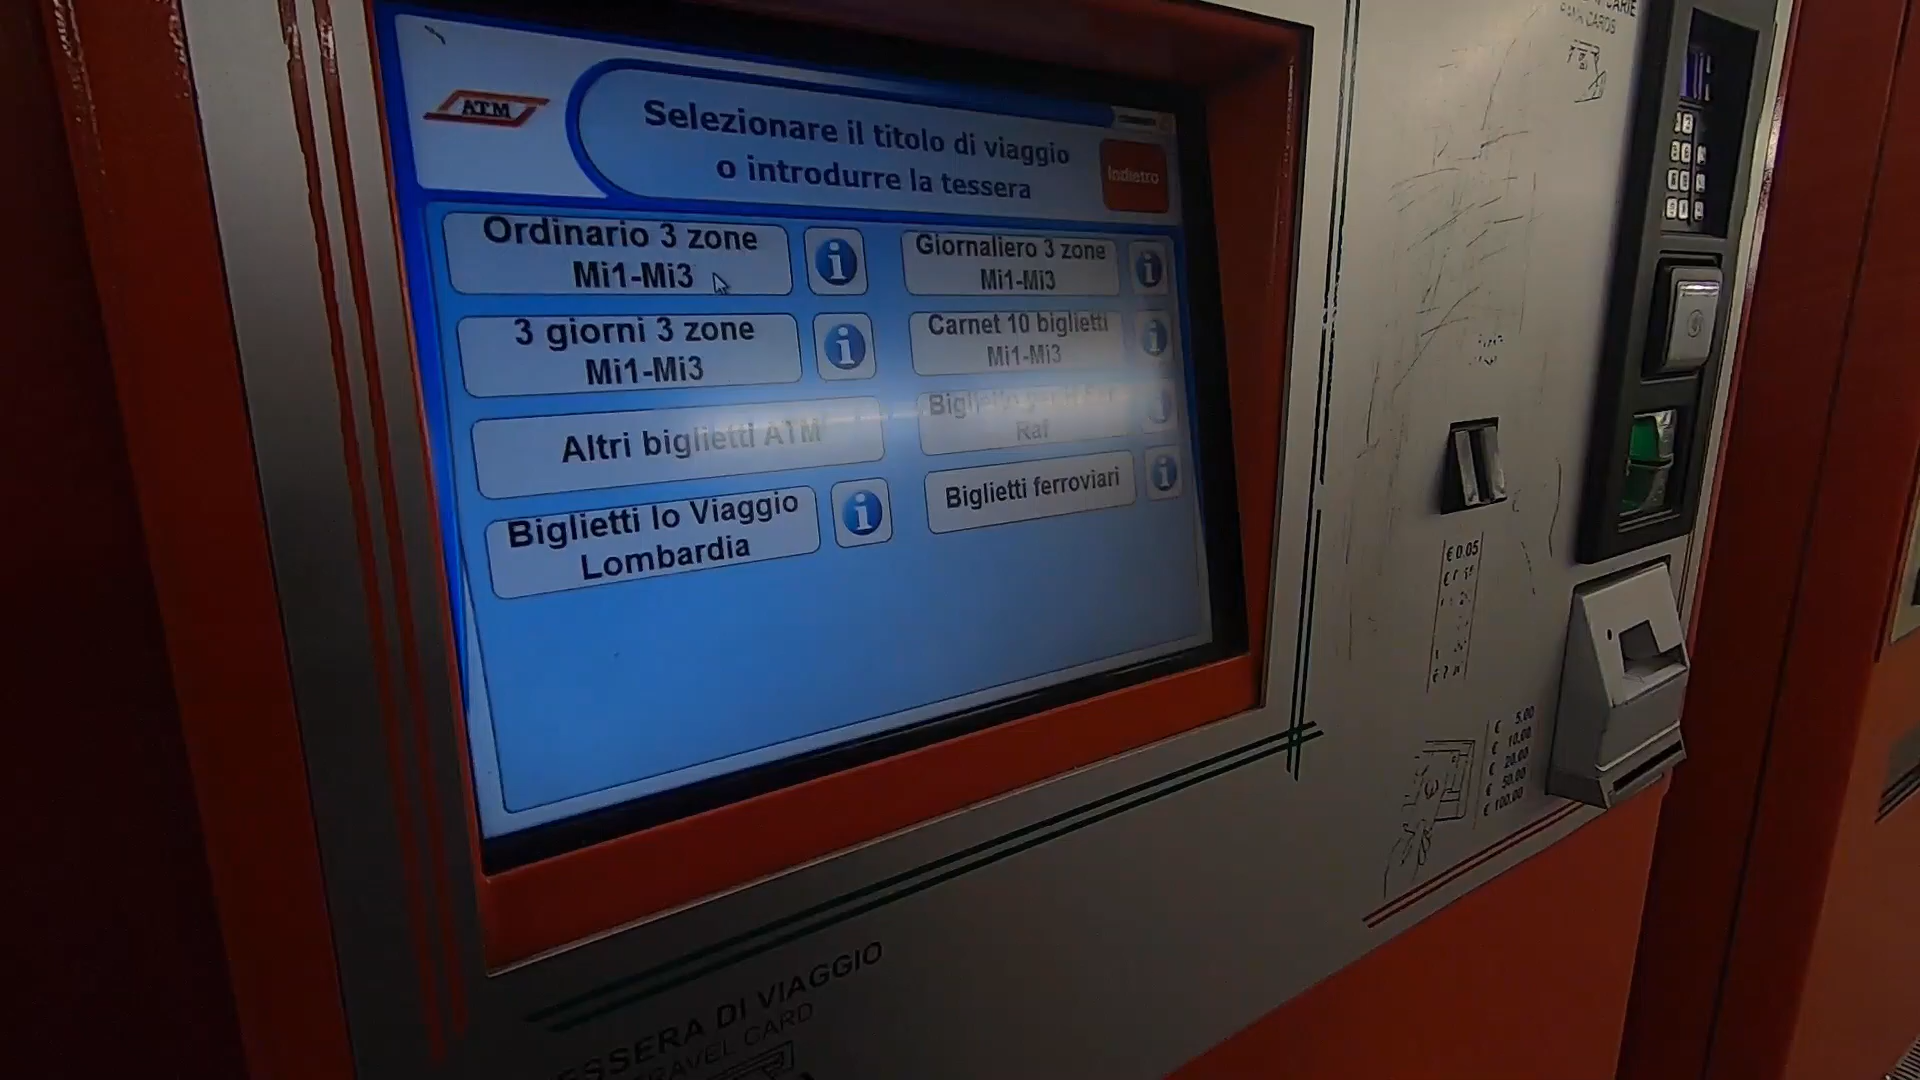 ATM
Selezionare il titolo di viaggio
o introdurre la tessera
Indietro
Ordinario 3 zone
Mi1-Mi3
Giornaliero 3 zone
Mi1-Mi3
3 giorni 3 zone
Mi1-Mi3
Carnet 10 biglietti
Mi1-Mi3
Altri biglietti ATM
Biglietti Io Viaggio
Lombardia
Biglietti ferroviari
CARDS
€ 0.05
€ 5.00
€ 10.00
€ 20.00
€ 50.00
€ 100.00
TESSERA DI VIAGGIO
TRAVEL CARD